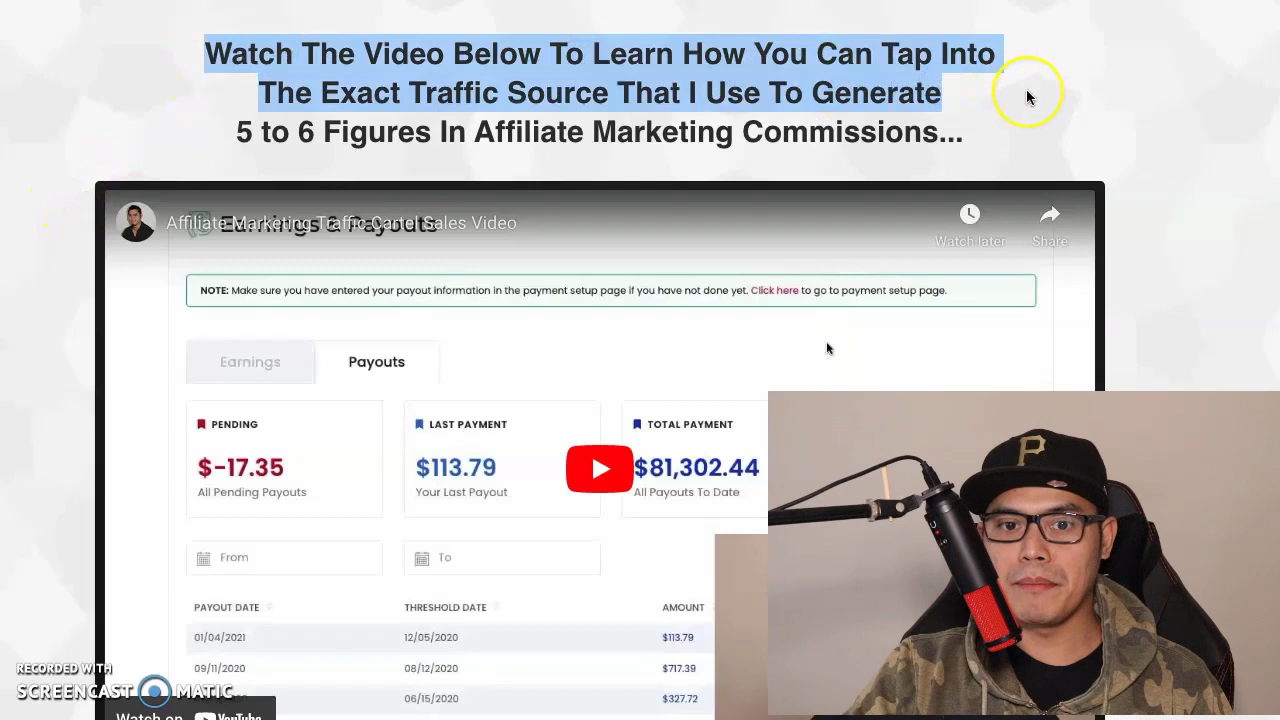 Watch The Video Below To Learn How You Can Tap Into
The Exact Traffic Source That I Use To Generate
5 to 6 Figures In Affiliate Marketing Commissions...
Affiliate Marketing Traffic Cartel Sales Video
Earnings & Payouts
Watch later
Share
NOTE: Make sure you have entered your payout information in the payment setup page if you have not done yet. Click here to go to payment setup page.
Earnings
Payouts
PENDING
LAST PAYMENT
TOTAL PAYMENT
$-17.35
$113.79
$81,302.44
All Pending Payouts
Your Last Payout
All Payouts To Date
From
To
PAYOUT DATE
THRESHOLD DATE
AMOUNT
01/04/2021
12/05/2020
$113.79
09/11/2020
08/12/2020
$717.39
06/15/2020
$327.72
RECORDED WITH
SCREENCAST MATIC
Watch on YouTube
P